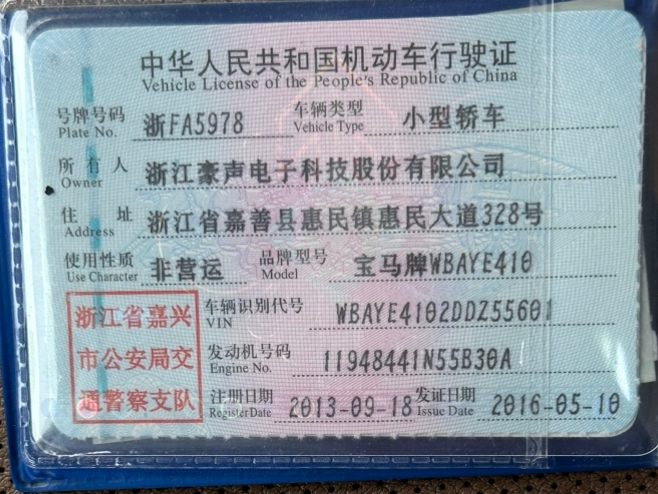 中华人民共和国机动车行驶证
Vehicle License of the People's Republic of China
号牌号码 Plate No. 浙FA5978 车辆类型 Vehicle Type 小型轿车
所有人 Owner 浙江豪声电子科技股份有限公司
住址 Address 浙江省嘉善县惠民镇惠民大道328号
使用性质 Use Character 非营运 品牌型号 Model 宝马牌WBAYE410
浙江省嘉兴
市公安局交
通警察支队
车辆识别代号 VIN WBAYE4102DDZ55601
发动机号码 Engine No. 11948441N55B30A
注册日期 Register Date 2013-09-18 发证日期 Issue Date 2016-05-10